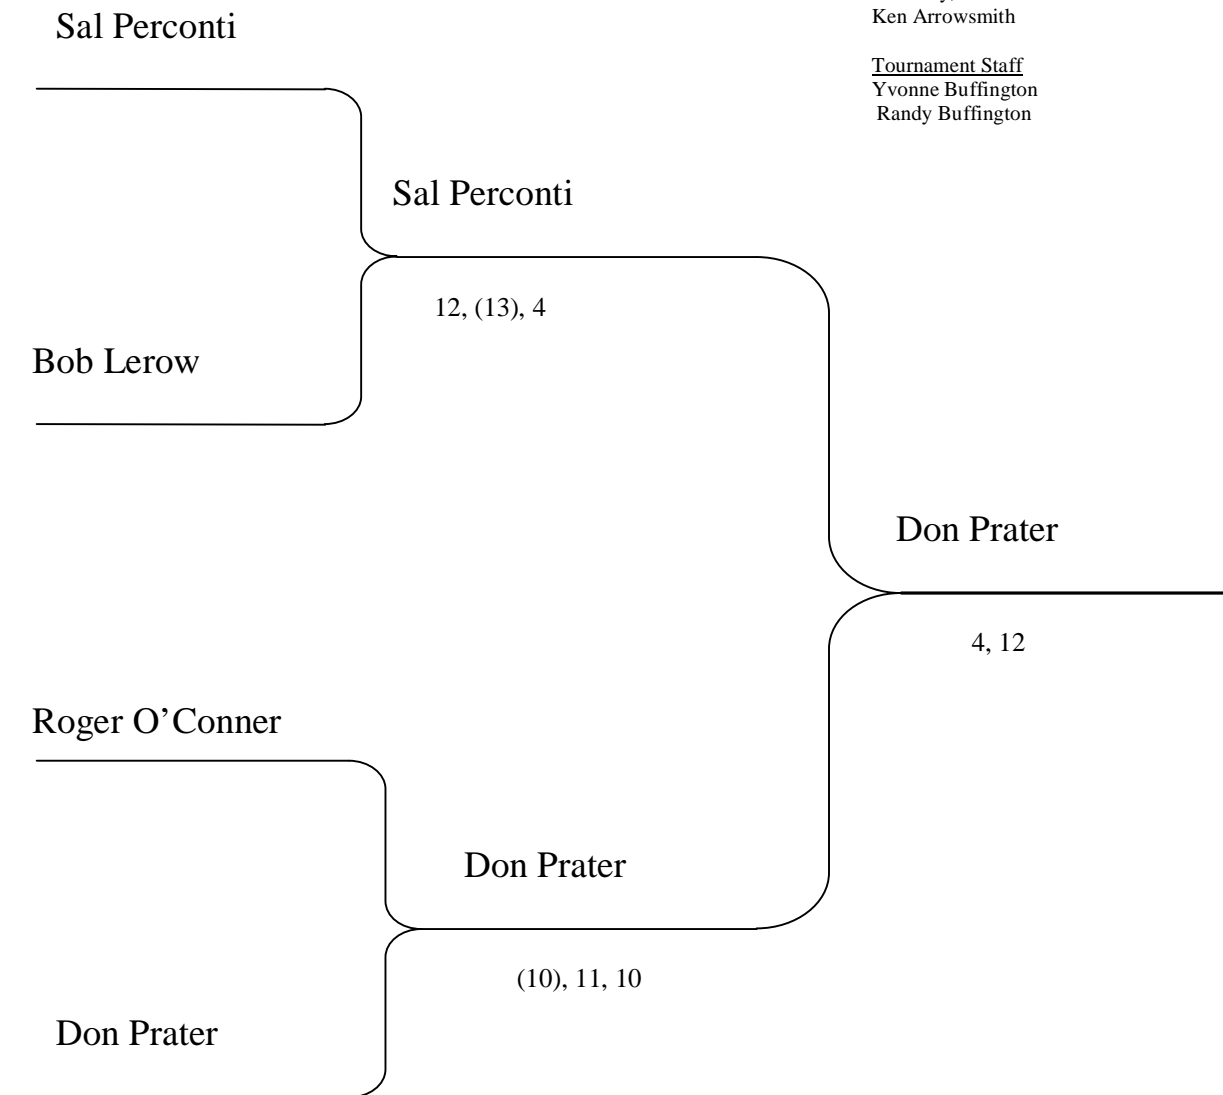 Sal Perconti
Ken Arrowsmith
Tournament Staff
Yvonne Buffington
Randy Buffington
Sal Perconti
12, (13), 4
Bob Lerow
Don Prater
4, 12
Roger O’Conner
Don Prater
(10), 11, 10
Don Prater